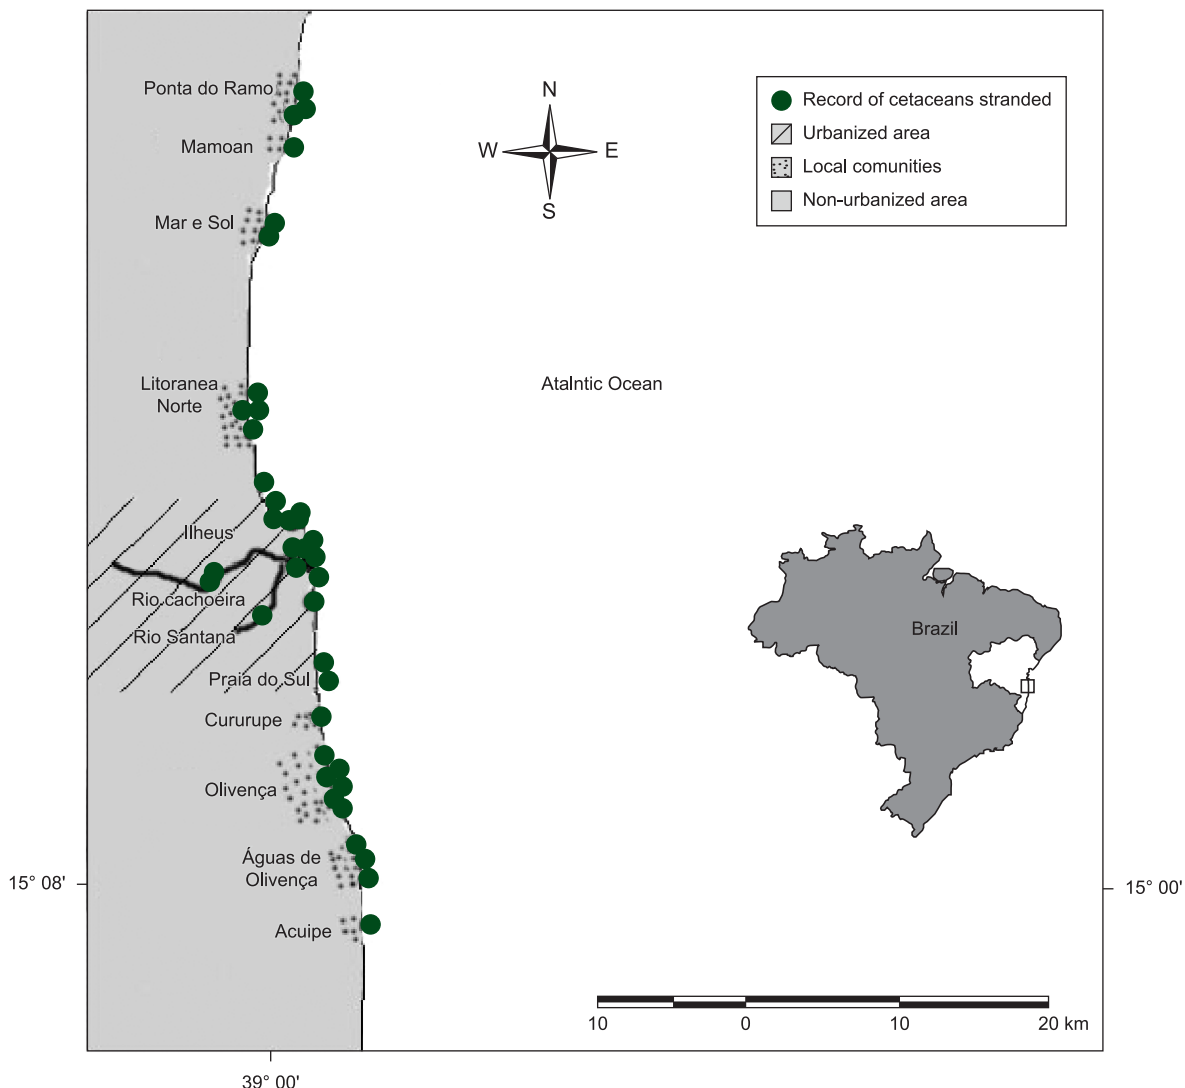 Ponta do Ramo
Mamoan
Mar e Sol
Litoranea
Norte
Ilheus
Rio cachoeira
Rio Santana
Praia do Sul
Cururupe
Olivença
Águas de
Olivença
Acuipe
N
W E
S
Record of cetaceans stranded
Urbanized area
Local comunities
Non-urbanized area
Atalntic Ocean
Brazil
15° 08'
15° 00'
10 0 10 20 km
39° 00'